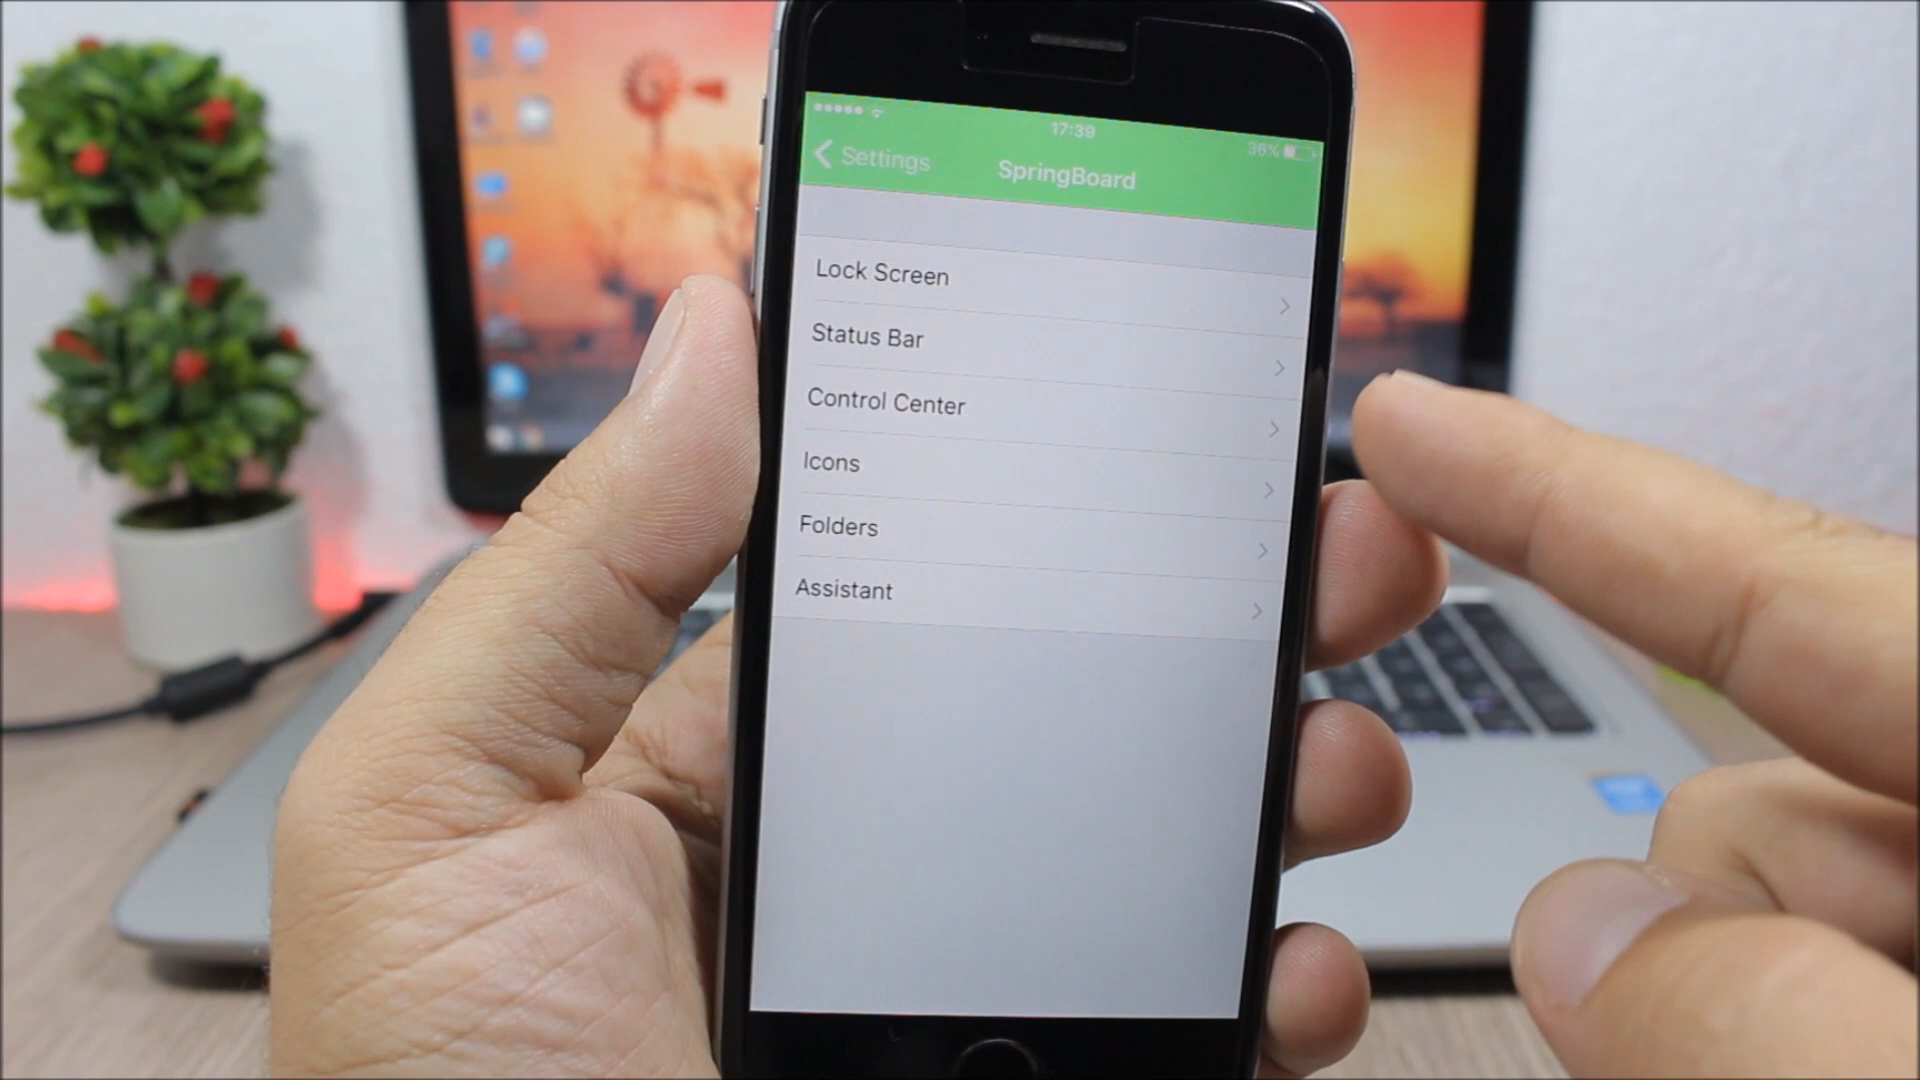 17:39
36%
Settings
SpringBoard
Lock Screen
Status Bar
Control Center
Icons
Folders
Assistant